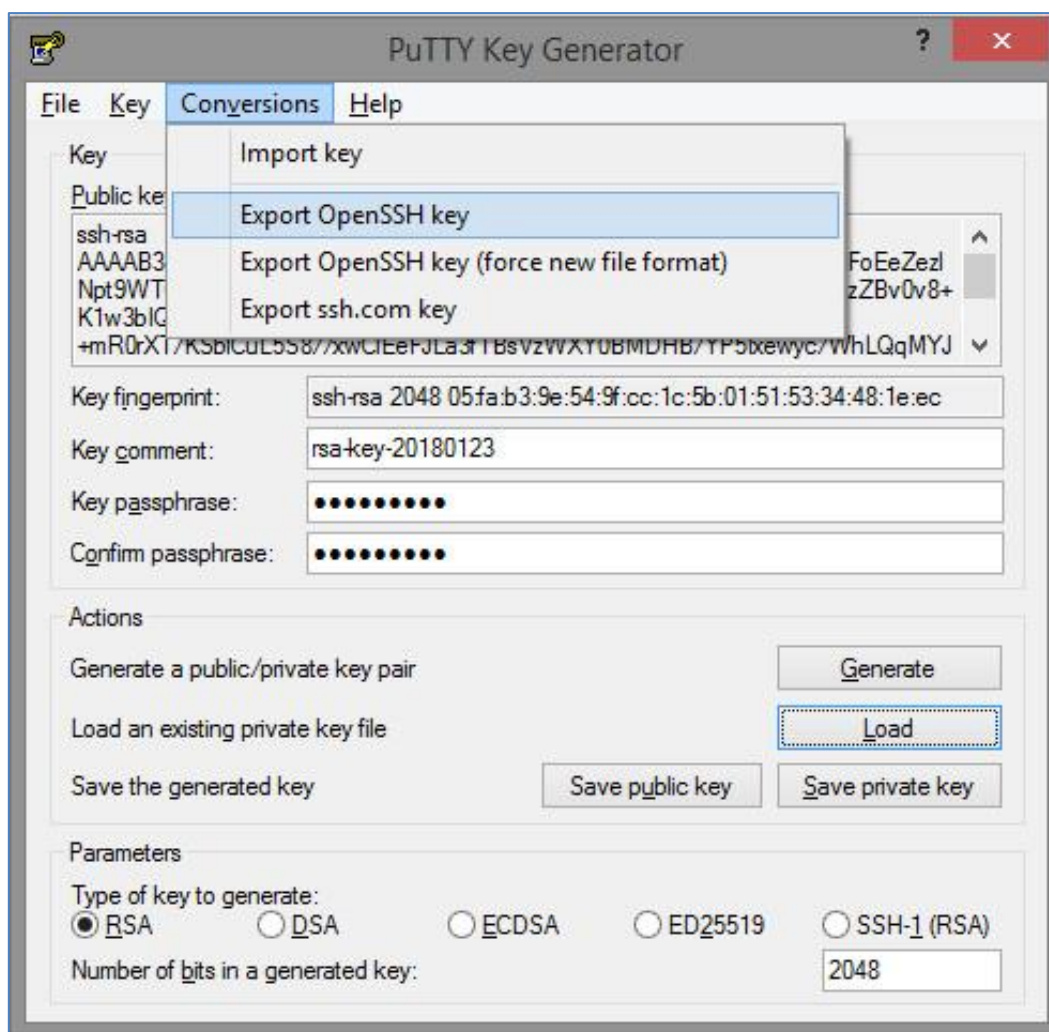 PuTTY Key Generator
?
File Key Conversions Help
Import key
Export OpenSSH key
Export OpenSSH key (force new file format)
Export ssh.com key
Key
Public ke
ssh-rsa
AAAAB3 FoEeZezI
Npt9WT zZBv0v8+
K1w3bIQ
Key fingerprint: ssh-rsa 2048 05:fa:b3:9e:54:9f:cc:1c:5b:01:51:53:34:48:1e:ec
Key comment: rsa-key-20180123
Key passphrase: ●●●●●●●●●
Confirm passphrase: ●●●●●●●●●
Actions
Generate a public/private key pair Generate
Load an existing private key file Load
Save the generated key Save public key Save private key
Parameters
Type of key to generate:
RSA DSA ECDSA ED25519 SSH-1 (RSA)
Number of bits in a generated key: 2048